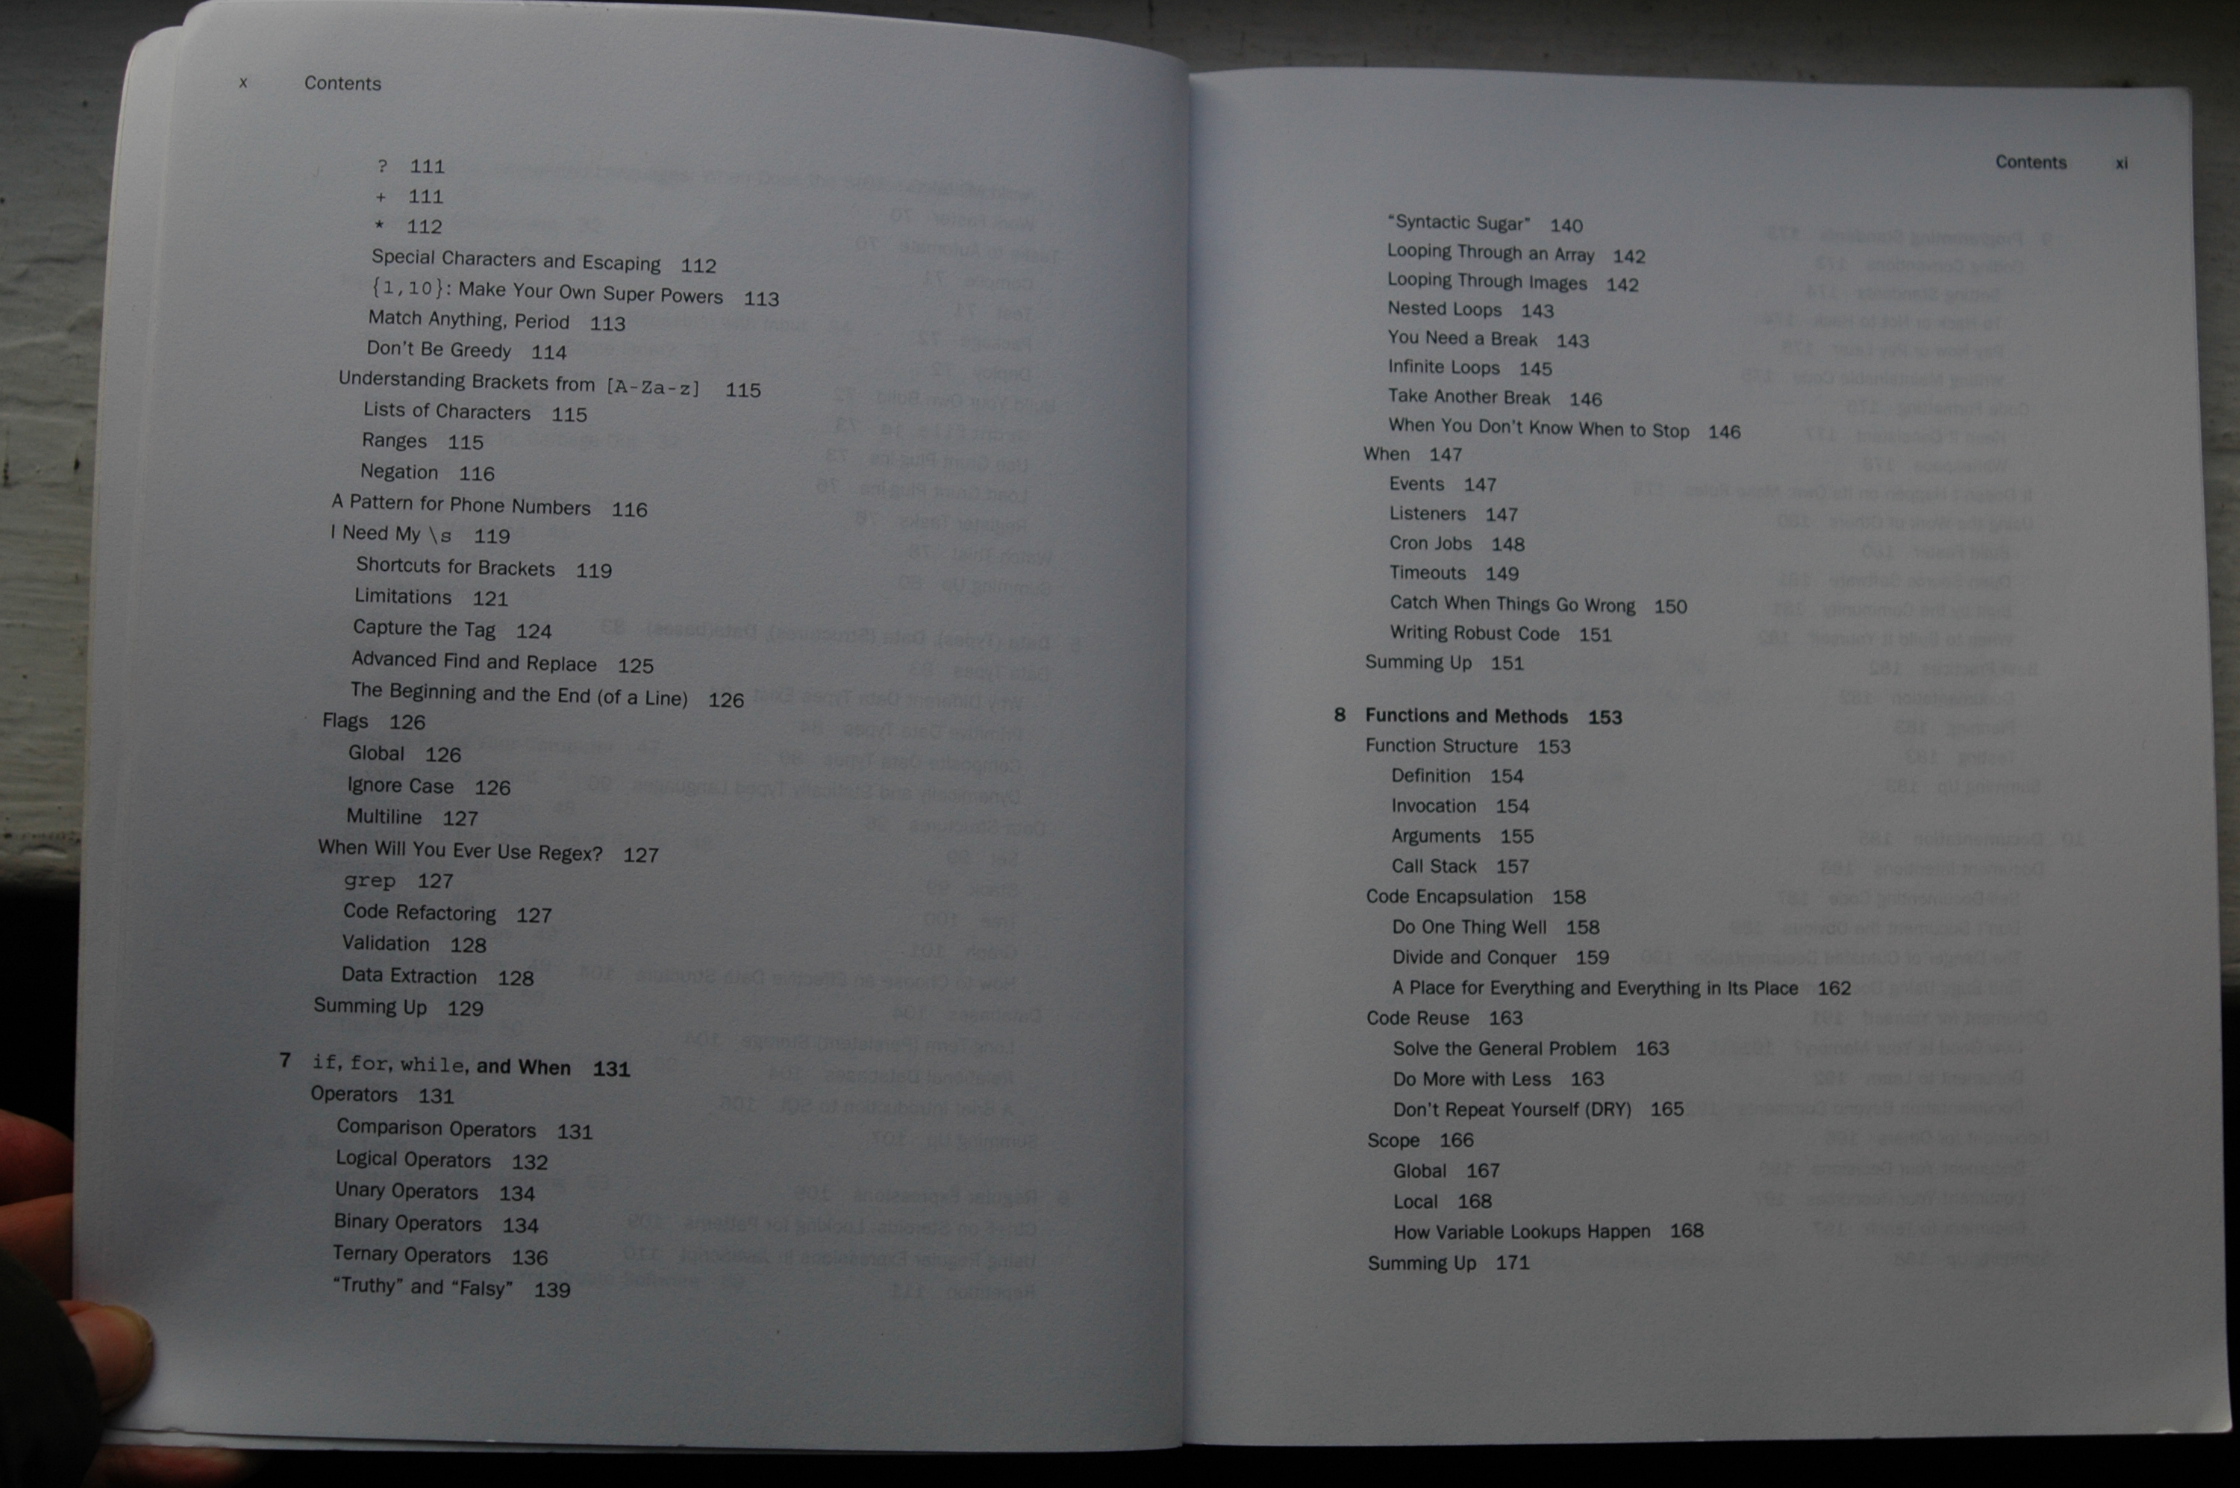 x Contents
? 111
+ 111
* 112
Special Characters and Escaping 112
{1,10}: Make Your Own Super Powers 113
Match Anything, Period 113
Don't Be Greedy 114
Understanding Brackets from [A-Za-z] 115
Lists of Characters 115
Ranges 115
Negation 116
A Pattern for Phone Numbers 116
I Need My \s 119
Shortcuts for Brackets 119
Limitations 121
Capture the Tag 124
Advanced Find and Replace 125
The Beginning and the End (of a Line) 126
Flags 126
Global 126
Ignore Case 126
Multiline 127
When Will You Ever Use Regex? 127
grep 127
Code Refactoring 127
Validation 128
Data Extraction 128
Summing Up 129
7 if, for, while, and When 131
Operators 131
Comparison Operators 131
Logical Operators 132
Unary Operators 134
Binary Operators 134
Ternary Operators 136
“Truthy” and “Falsy” 139
Contents xi
“Syntactic Sugar” 140
Looping Through an Array 142
Looping Through Images 142
Nested Loops 143
You Need a Break 143
Infinite Loops 145
Take Another Break 146
When You Don't Know When to Stop 146
When 147
Events 147
Listeners 147
Cron Jobs 148
Timeouts 149
Catch When Things Go Wrong 150
Writing Robust Code 151
Summing Up 151
8 Functions and Methods 153
Function Structure 153
Definition 154
Invocation 154
Arguments 155
Call Stack 157
Code Encapsulation 158
Do One Thing Well 158
Divide and Conquer 159
A Place for Everything and Everything in Its Place 162
Code Reuse 163
Solve the General Problem 163
Do More with Less 163
Don't Repeat Yourself (DRY) 165
Scope 166
Global 167
Local 168
How Variable Lookups Happen 168
Summing Up 171